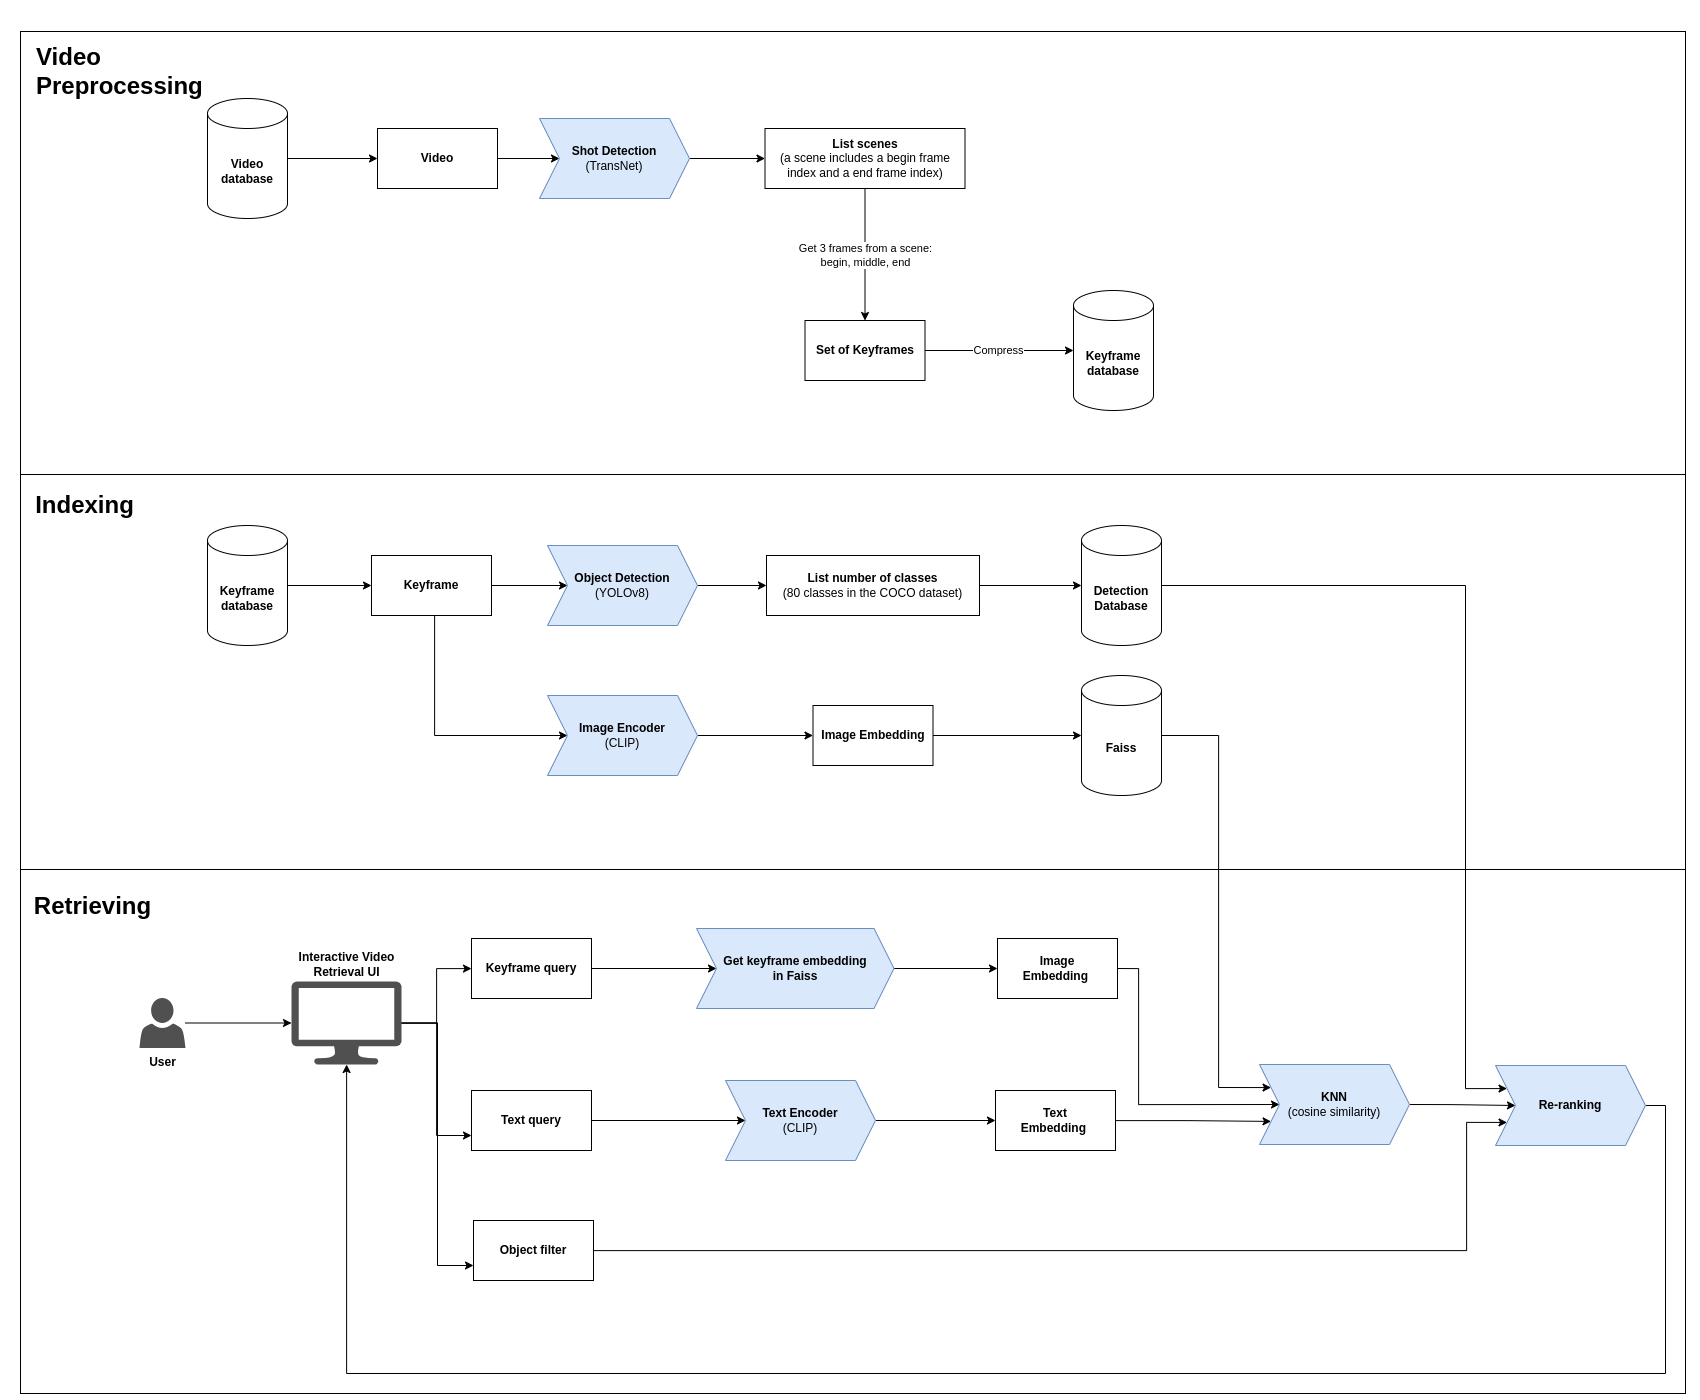 Video
Preprocessing
Video
database
Video
Shot Detection
(TransNet)
List scenes
(a scene includes a begin frame
index and a end frame index)
Get 3 frames from a scene:
begin, middle, end
Set of Keyframes
Compress
Keyframe
database
Indexing
Keyframe
database
Keyframe
Object Detection
(YOLOv8)
List number of classes
(80 classes in the COCO dataset)
Detection
Database
Image Encoder
(CLIP)
Image Embedding
Faiss
Retrieving
User
Interactive Video
Retrieval UI
Keyframe query
Get keyframe embedding
in Faiss
Image
Embedding
Text query
Text Encoder
(CLIP)
Text
Embedding
KNN
(cosine similarity)
Re-ranking
Object filter